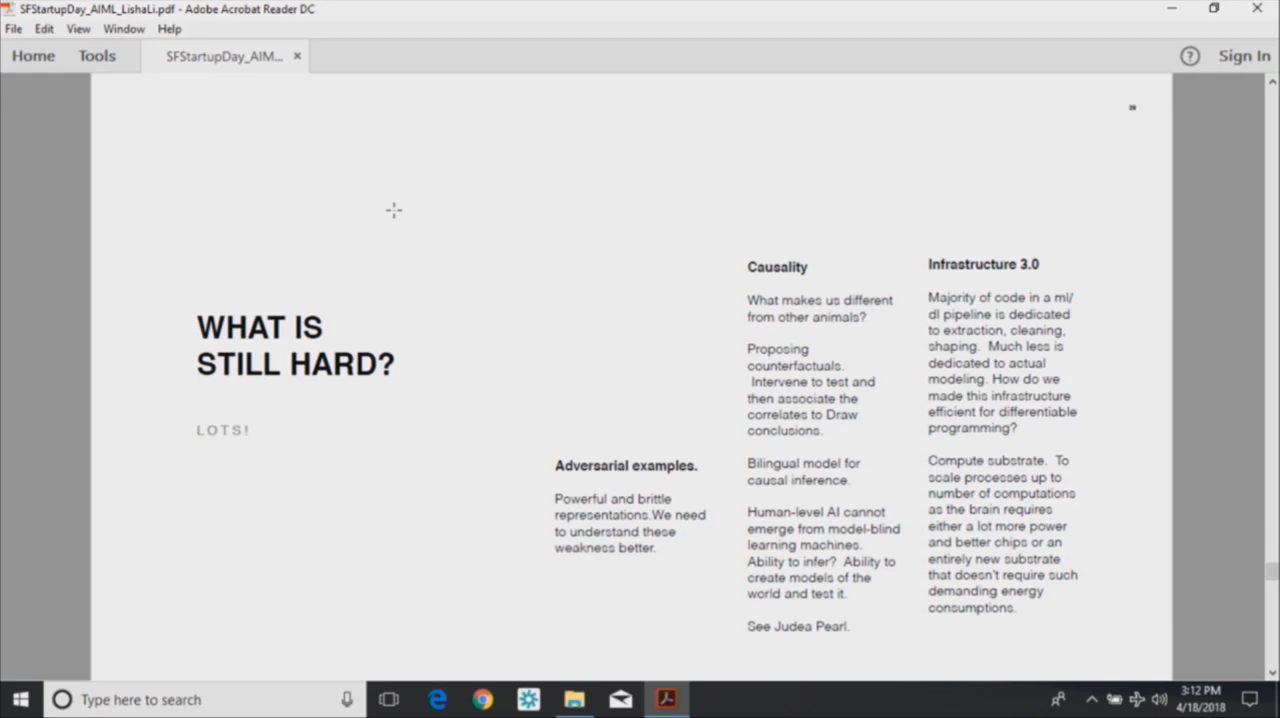 SFStartupDay_AIML_LishaLi.pdf - Adobe Acrobat Reader DC
File Edit View Window Help
Home Tools SFStartupDay_AIM... × ? Sign In
WHAT IS
STILL HARD?
LOTS!
Adversarial examples.
Powerful and brittle
representations.We need
to understand these
weakness better.
Causality
What makes us different
from other animals?
Proposing
counterfactuals.
Intervene to test and
then associate the
correlates to Draw
conclusions.
Bilingual model for
causal inference.
Human-level AI cannot
emerge from model-blind
learning machines.
Ability to infer? Ability to
create models of the
world and test it.
See Judea Pearl.
Infrastructure 3.0
Majority of code in a ml/
dl pipeline is dedicated
to extraction, cleaning,
shaping. Much less is
dedicated to actual
modeling. How do we
made this infrastructure
efficient for differentiable
programming?
Compute substrate. To
scale processes up to
number of computations
as the brain requires
either a lot more power
and better chips or an
entirely new substrate
that doesn't require such
demanding energy
consumptions.
Type here to search
3:12 PM
4/18/2018